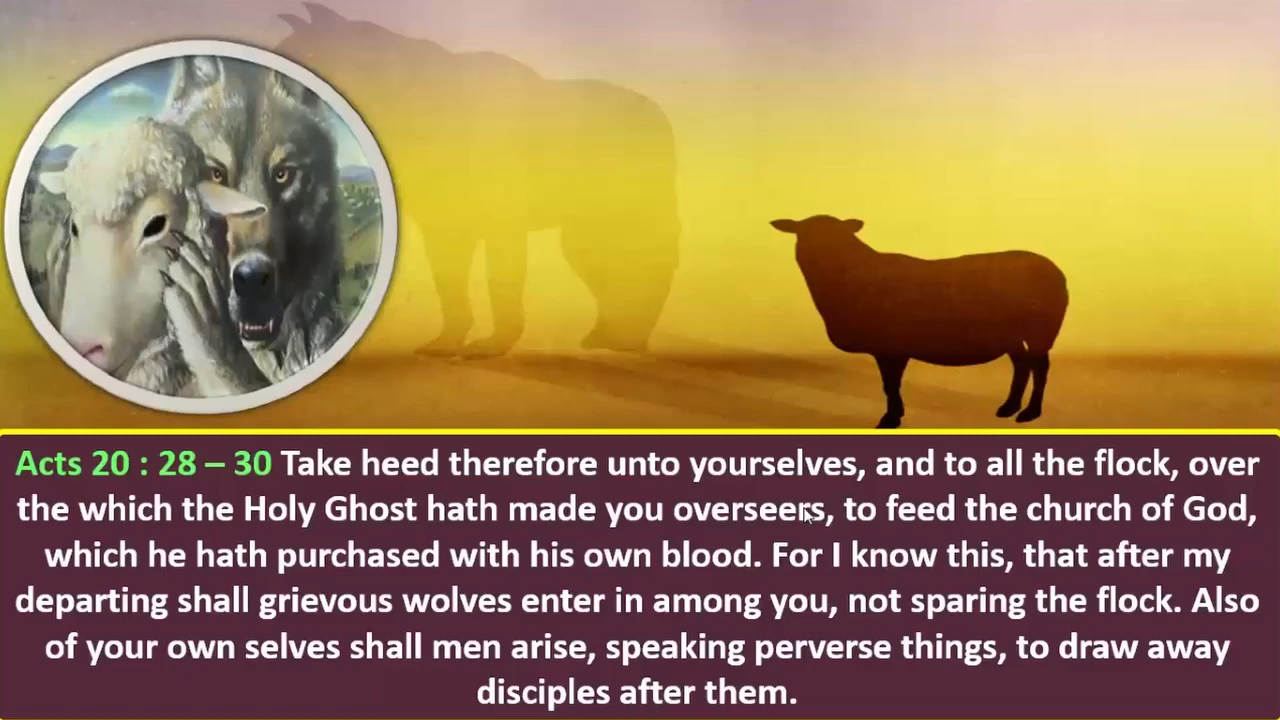 Acts 20 : 28 – 30 Take heed therefore unto yourselves, and to all the flock, over
the which the Holy Ghost hath made you overseers, to feed the church of God,
which he hath purchased with his own blood. For I know this, that after my
departing shall grievous wolves enter in among you, not sparing the flock. Also
of your own selves shall men arise, speaking perverse things, to draw away
disciples after them.